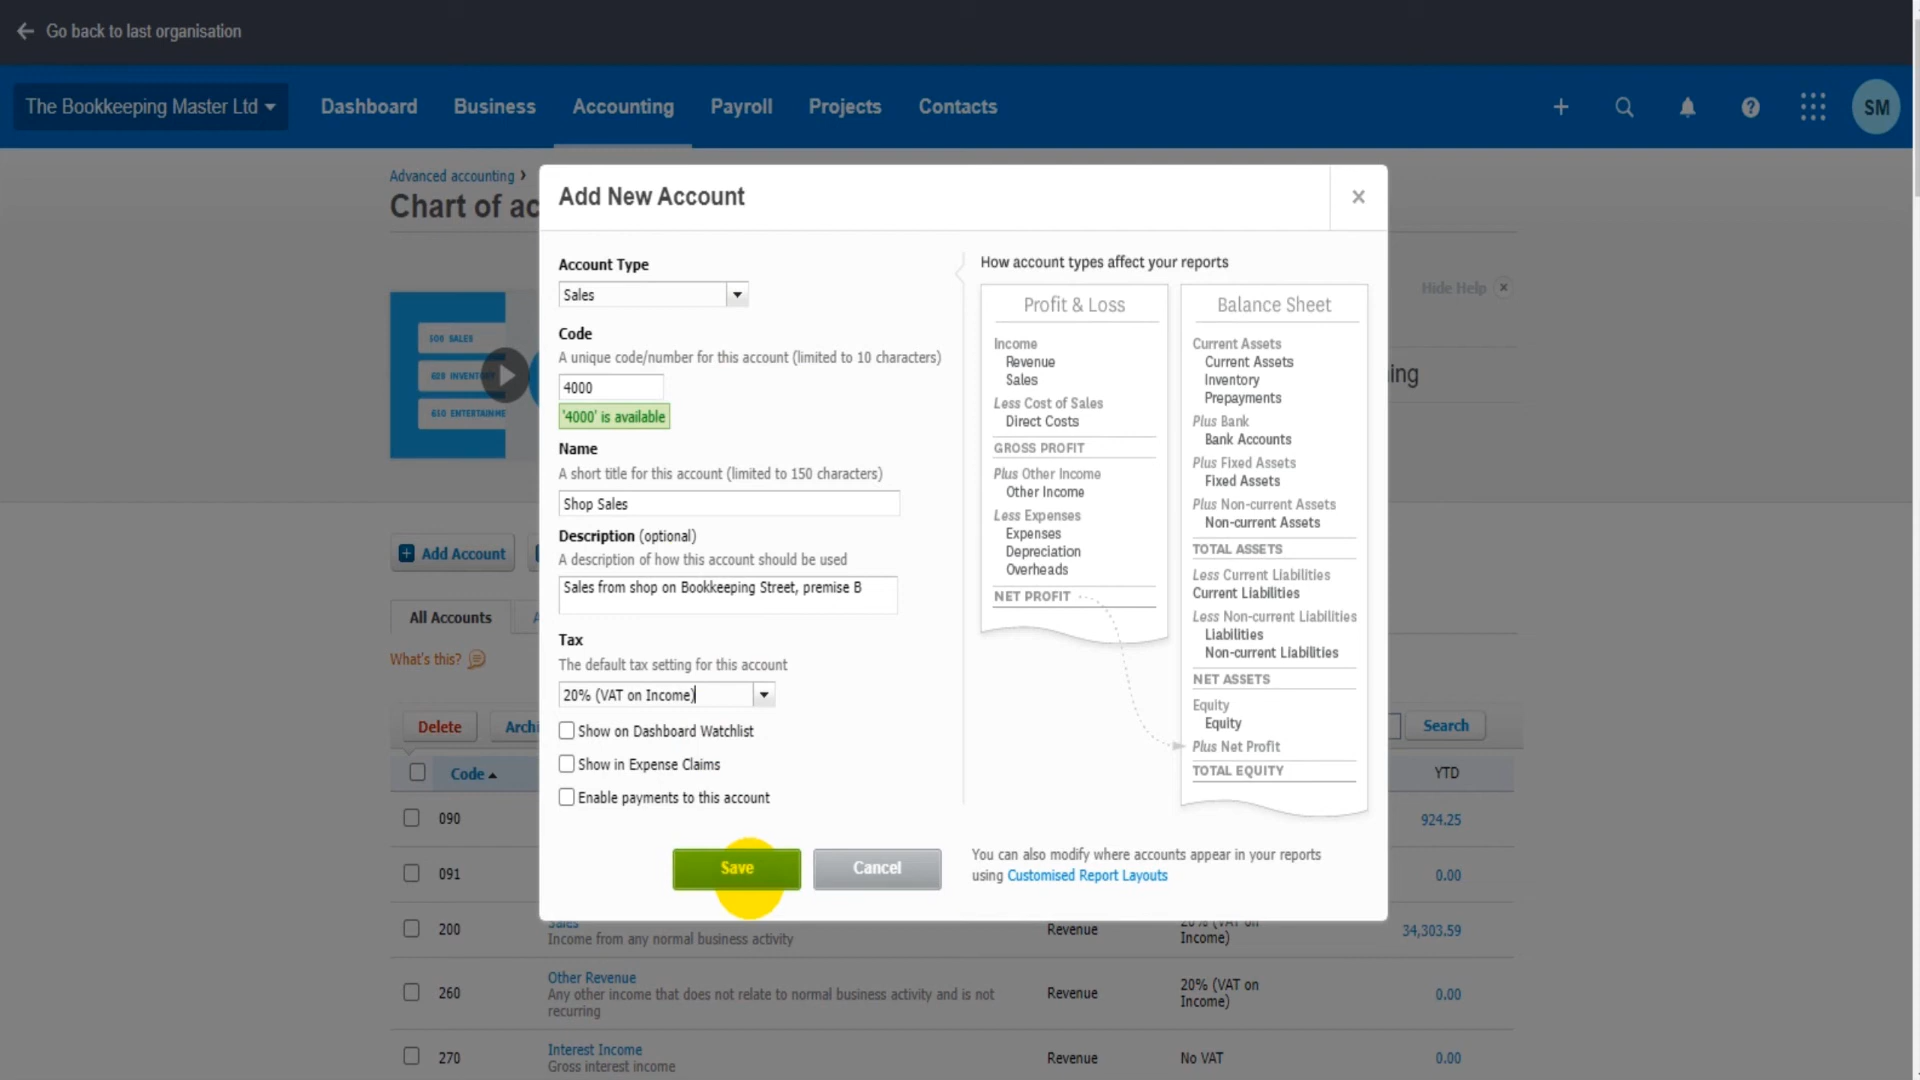 Go back to last organisation
The Bookkeeping Master Ltd
Dashboard
Business
Accounting
Payroll
Projects
Contacts
SM
Advanced accounting ›
Chart of ac
Add New Account
Account Type
Sales
Code
A unique code/number for this account (limited to 10 characters)
4000
'4000' is available
Name
A short title for this account (limited to 150 characters)
Shop Sales
Description (optional)
A description of how this account should be used
Sales from shop on Bookkeeping Street, premise B
Tax
The default tax setting for this account
20% (VAT on Income)
Show on Dashboard Watchlist
Show in Expense Claims
Enable payments to this account
Save
Cancel
How account types affect your reports
Profit & Loss
Income
Revenue
Sales
Less Cost of Sales
Direct Costs
GROSS PROFIT
Plus Other Income
Other Income
Less Expenses
Expenses
Depreciation
Overheads
NET PROFIT
Balance Sheet
Current Assets
Current Assets
Inventory
Prepayments
Plus Bank
Bank Accounts
Plus Fixed Assets
Fixed Assets
Plus Non-current Assets
Non-current Assets
TOTAL ASSETS
Less Current Liabilities
Current Liabilities
Less Non-current Liabilities
Liabilities
Non-current Liabilities
NET ASSETS
Equity
Equity
Plus Net Profit
TOTAL EQUITY
You can also modify where accounts appear in your reports
using Customised Report Layouts
Hide Help
ing
500 SALES
610 ENTERTAINME
Add Account
All Accounts
What's this?
Delete
Archi
Search
Code
YTD
090
924.25
091
0.00
200
Sales
Income from any normal business activity
Revenue
20% (VAT on
Income)
34,303.59
260
Other Revenue
Any other income that does not relate to normal business activity and is not
recurring
Revenue
20% (VAT on
Income)
0.00
270
Interest Income
Gross interest income
Revenue
No VAT
0.00